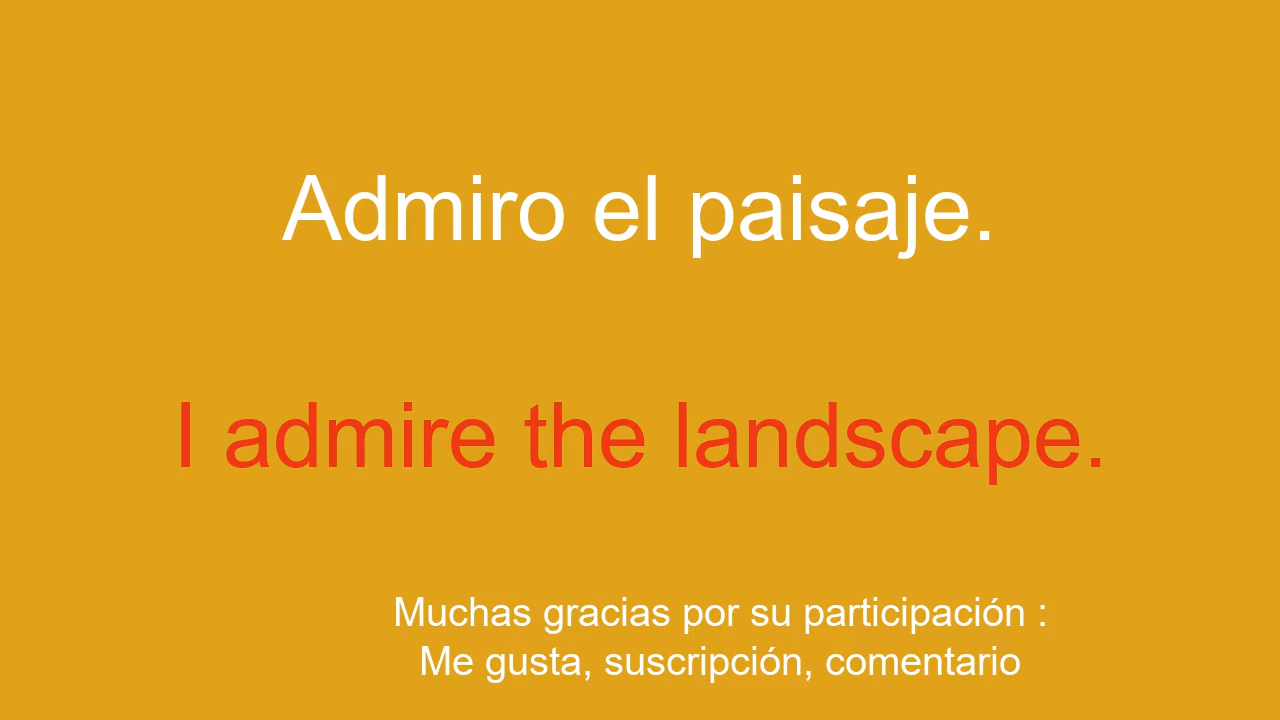 Admiro el paisaje.
I admire the landscape.
Muchas gracias por su participación :
Me gusta, suscripción, comentario